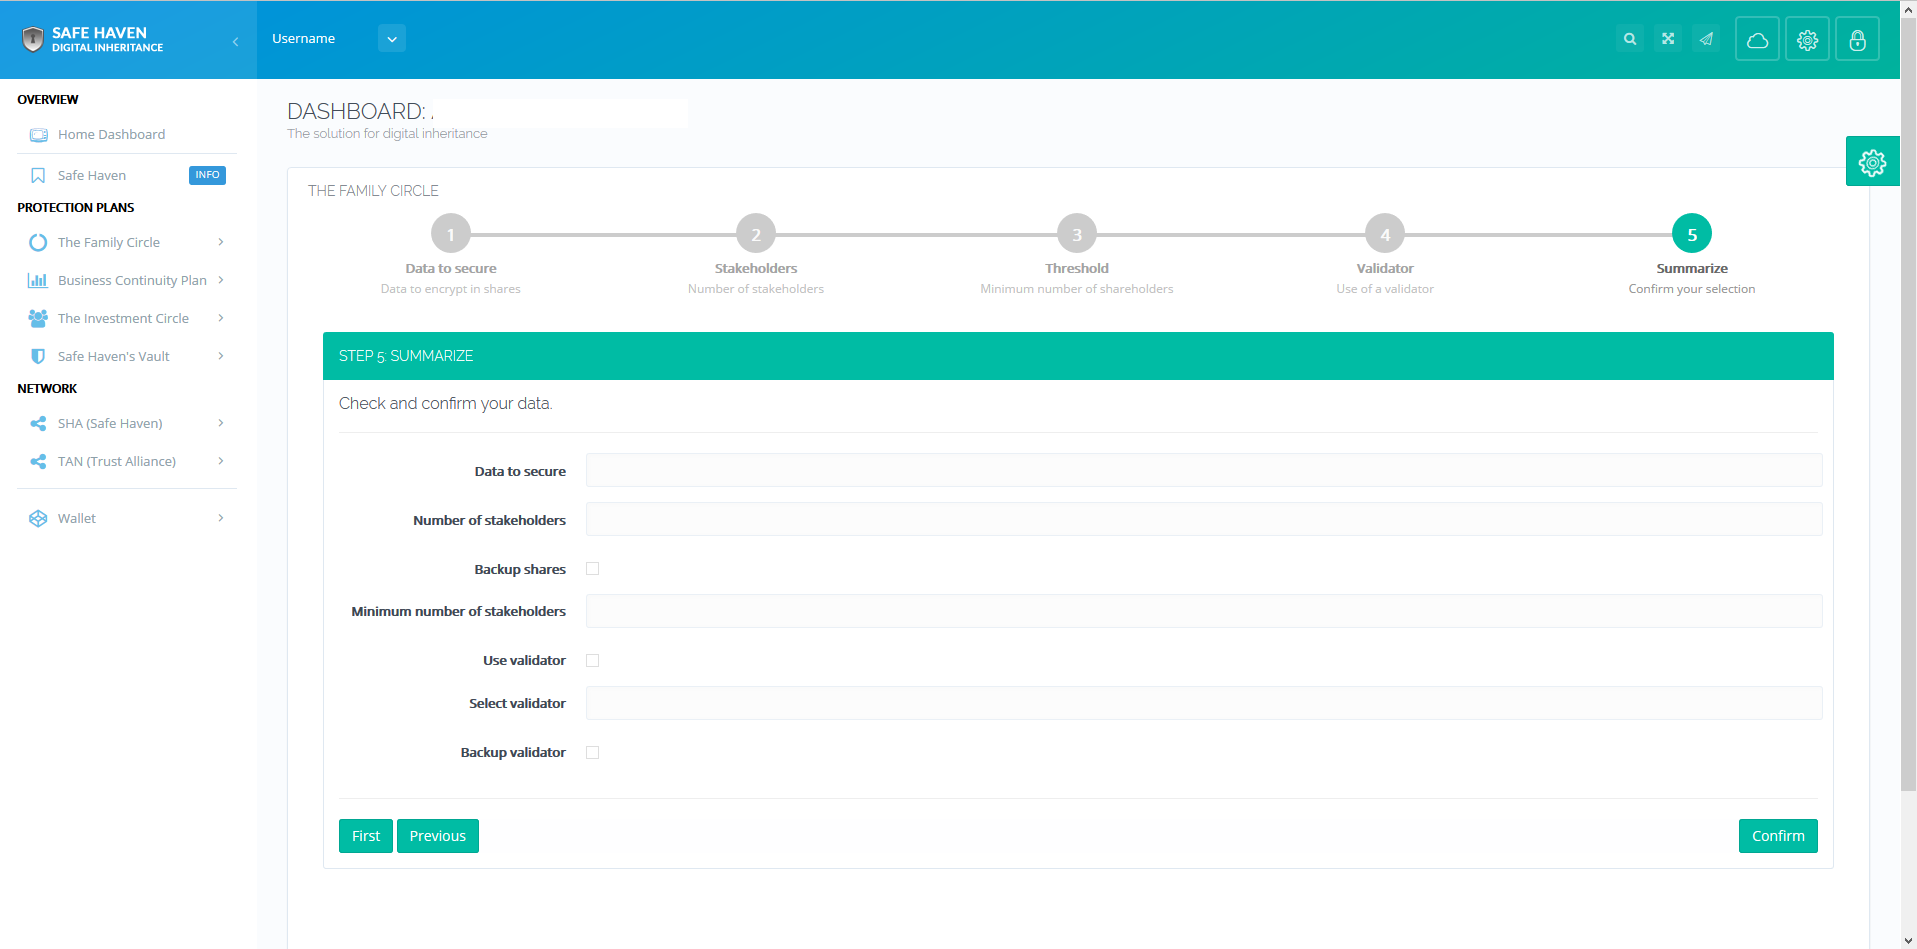 SAFE HAVEN
DIGITAL INHERITANCE
Username
OVERVIEW
Home Dashboard
Safe Haven INFO
PROTECTION PLANS
The Family Circle
Business Continuity Plan
The Investment Circle
Safe Haven's Vault
NETWORK
SHA (Safe Haven)
TAN (Trust Alliance)
Wallet
DASHBOARD: .
The solution for digital inheritance
THE FAMILY CIRCLE
1 2 3 4 5
Data to secure Stakeholders Threshold Validator Summarize
Data to encrypt in shares Number of stakeholders Minimum number of shareholders Use of a validator Confirm your selection
STEP 5: SUMMARIZE
Check and confirm your data.
Data to secure
Number of stakeholders
Backup shares
Minimum number of stakeholders
Use validator
Select validator
Backup validator
First Previous Confirm